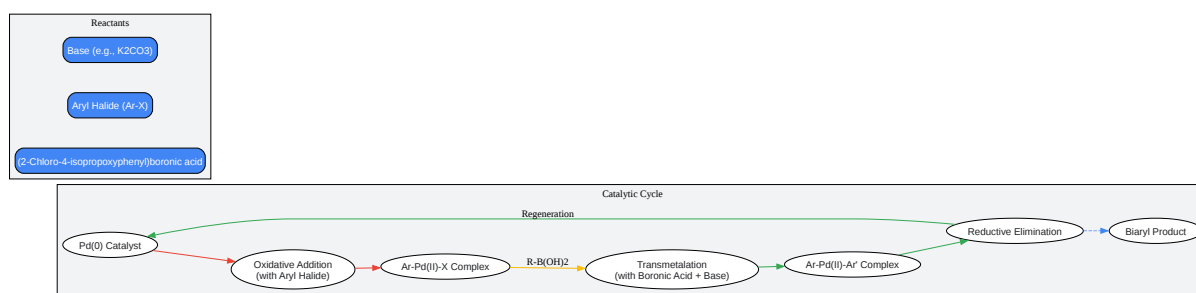 Reactants
Base (e.g., K2CO3)
Aryl Halide (Ar-X)
(2-Chloro-4-isopropoxyphenyl)boronic acid
Catalytic Cycle
Regeneration
Pd(0) Catalyst
Oxidative Addition
(with Aryl Halide)
Ar-Pd(II)-X Complex
R-B(OH)2
Transmetalation
(with Boronic Acid + Base)
Ar-Pd(II)-Ar' Complex
Reductive Elimination
Biaryl Product